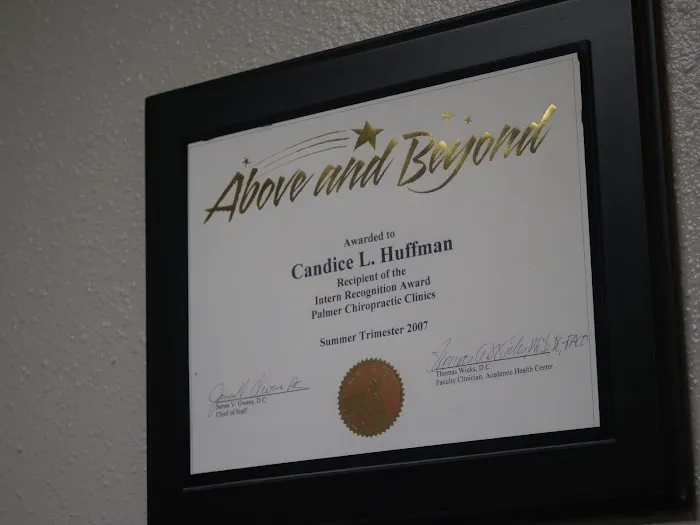 Above and Beyond
Awarded to
Candice L. Huffman
Recipient of the
Intern Recognition Award
Palmer Chiropractic Clinics
Summer Trimester 2007
James V. Owens, D.C.
Chief of Staff
Thomas Wicks, D.C.
Faculty Clinician, Academic Health Center